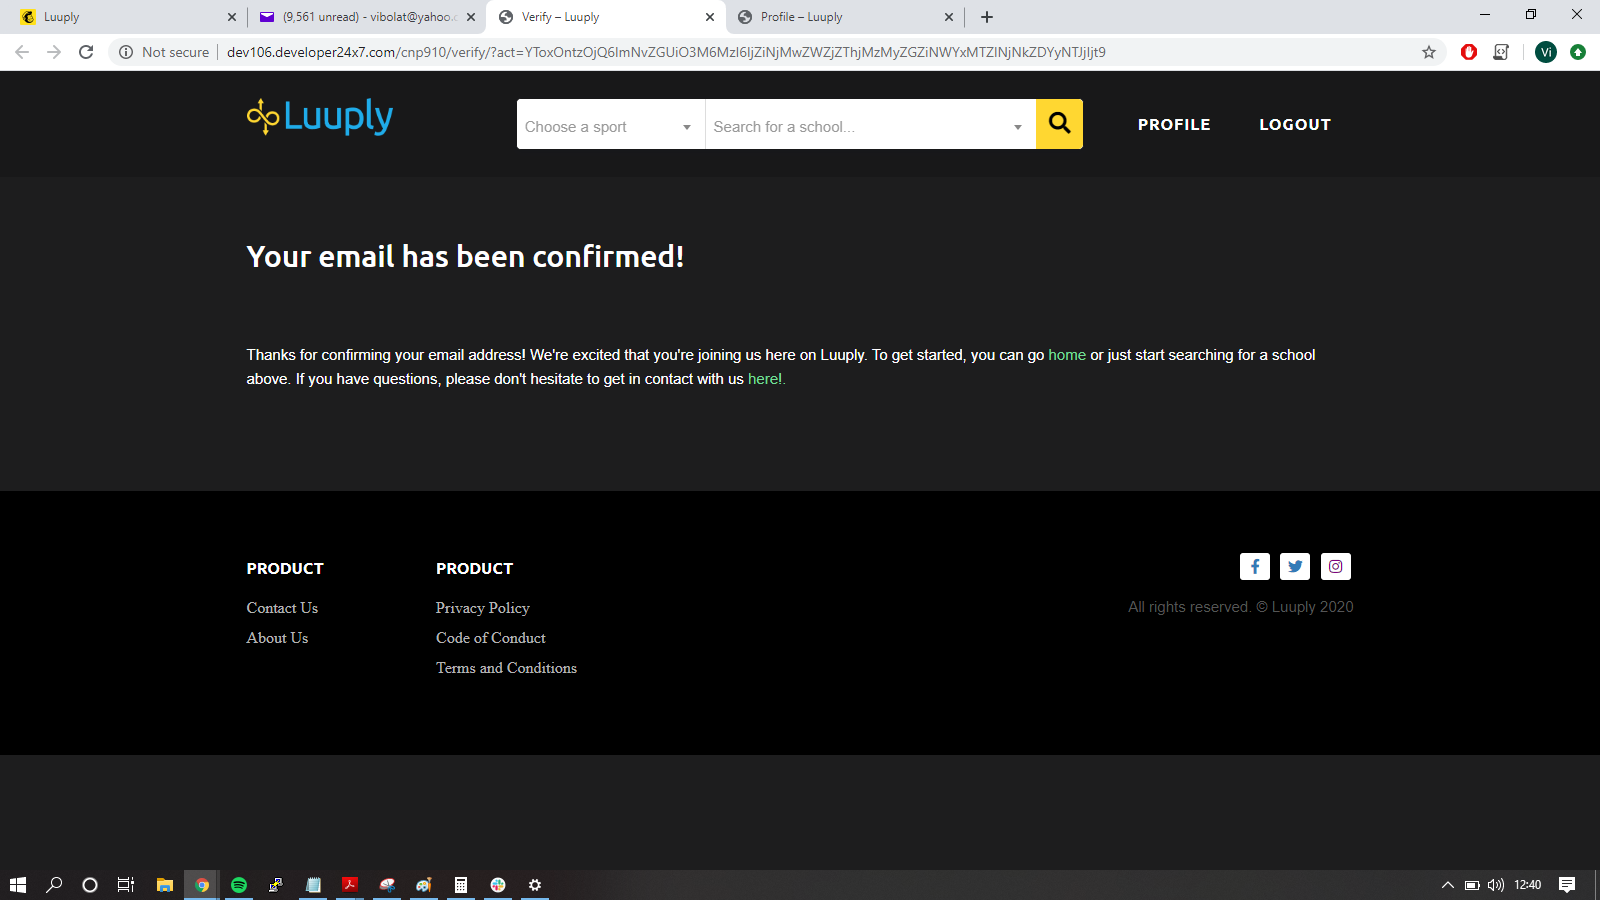 Luuply
(9,561 unread) - vibolat@yahoo.c
Verify – Luuply
Profile – Luuply
Not secure
dev106.developer24x7.com/cnp910/verify/?act=YToxOntzOjQ6ImNvZGUiO3M6MzI6IjZiNjMwZWZjZThjMzMyZGZiNWYxMTZlNjNkZDYyNTJjIjt9
Vi
Luuply
Choose a sport
Search for a school...
PROFILE
LOGOUT
Your email has been confirmed!
Thanks for confirming your email address! We're excited that you're joining us here on Luuply. To get started, you can go home or just start searching for a school
above. If you have questions, please don't hesitate to get in contact with us here!.
PRODUCT
Contact Us
About Us
PRODUCT
Privacy Policy
Code of Conduct
Terms and Conditions
All rights reserved. © Luuply 2020
12:40